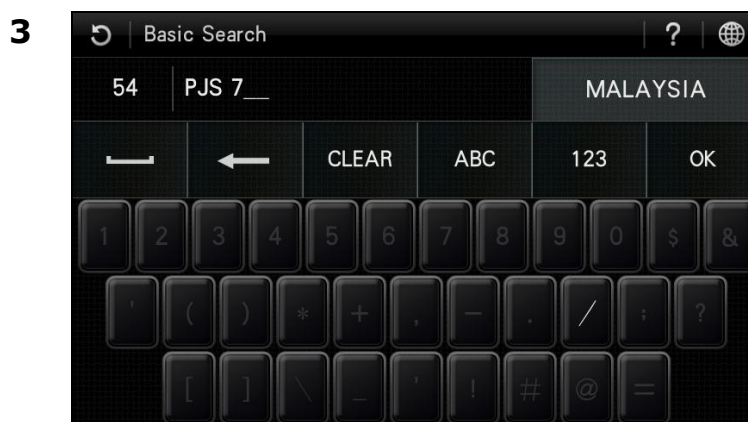 3
Basic Search ?
54 PJS 7__ MALAYSIA
CLEAR ABC 123 OK
1 2 3 4 5 6 7 8 9 0 $ &
' ( ) * + , - . / ; ?
[ ] \ _ ' ! # @ =